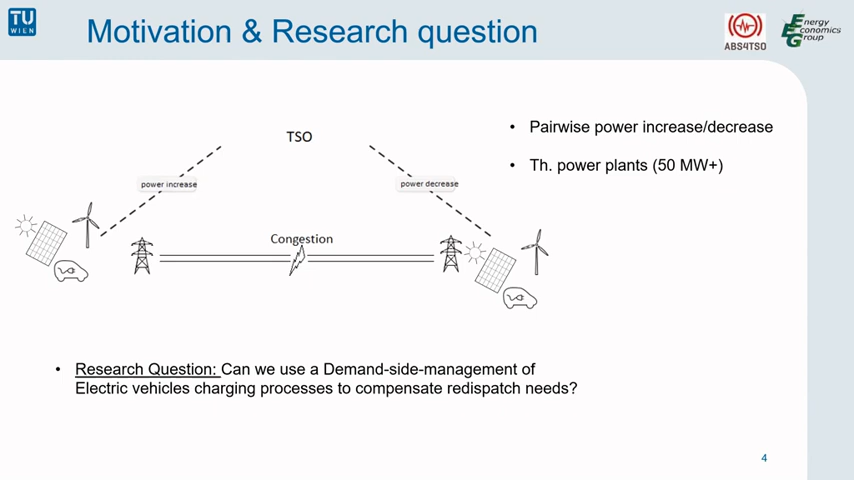 TU
WIEN
Motivation & Research question
ABS4TSO
Energy
Economics
Group
TSO
power increase
power decrease
Congestion
• Pairwise power increase/decrease
• Th. power plants (50 MW+)
• Research Question: Can we use a Demand-side-management of
Electric vehicles charging processes to compensate redispatch needs?
4